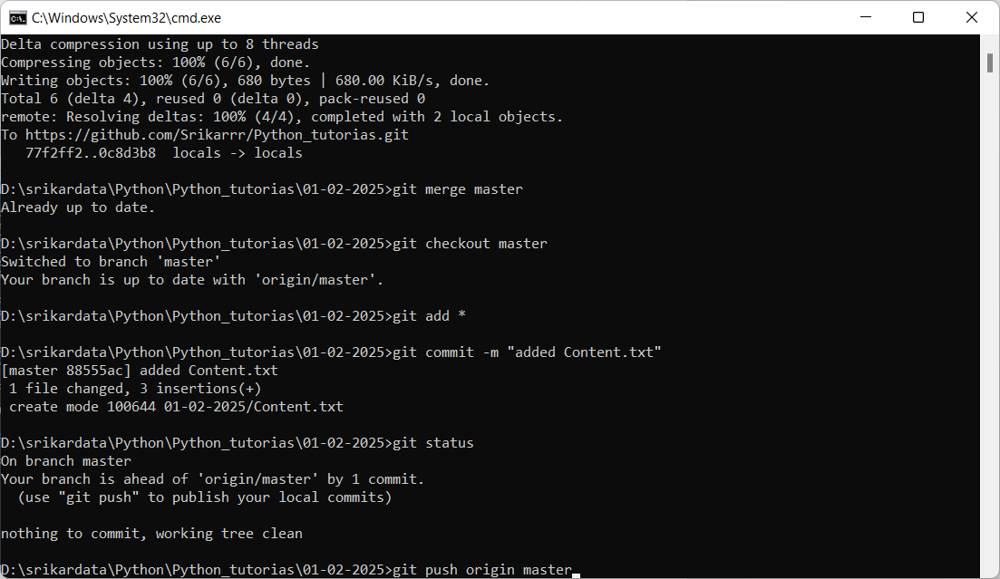 C:\Windows\System32\cmd.exe
Delta compression using up to 8 threads
Compressing objects: 100% (6/6), done.
Writing objects: 100% (6/6), 680 bytes | 680.00 KiB/s, done.
Total 6 (delta 4), reused 0 (delta 0), pack-reused 0
remote: Resolving deltas: 100% (4/4), completed with 2 local objects.
To https://github.com/Srikarrr/Python_tutorias.git
   77f2ff2..0c8d3b8  locals -> locals
D:\srikardata\Python\Python_tutorias\01-02-2025>git merge master
Already up to date.
D:\srikardata\Python\Python_tutorias\01-02-2025>git checkout master
Switched to branch 'master'
Your branch is up to date with 'origin/master'.
D:\srikardata\Python\Python_tutorias\01-02-2025>git add *
D:\srikardata\Python\Python_tutorias\01-02-2025>git commit -m "added Content.txt"
[master 88555ac] added Content.txt
 1 file changed, 3 insertions(+)
 create mode 100644 01-02-2025/Content.txt
D:\srikardata\Python\Python_tutorias\01-02-2025>git status
On branch master
Your branch is ahead of 'origin/master' by 1 commit.
  (use "git push" to publish your local commits)
nothing to commit, working tree clean
D:\srikardata\Python\Python_tutorias\01-02-2025>git push origin master